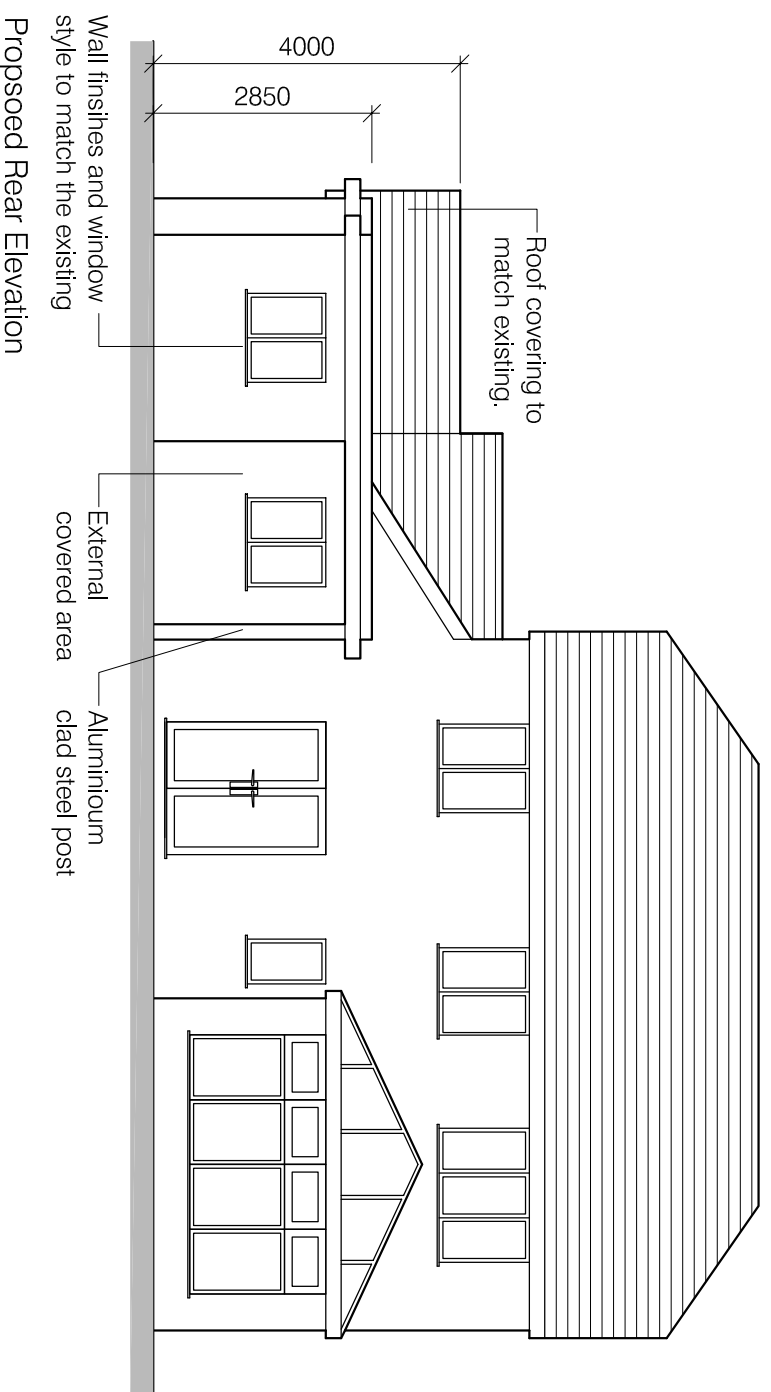 4000
2850
Roof covering to
match existing.
Wall finsihes and window
style to match the existing
External
covered area
Aluminioum
clad steel post
Propsoed Rear Elevation